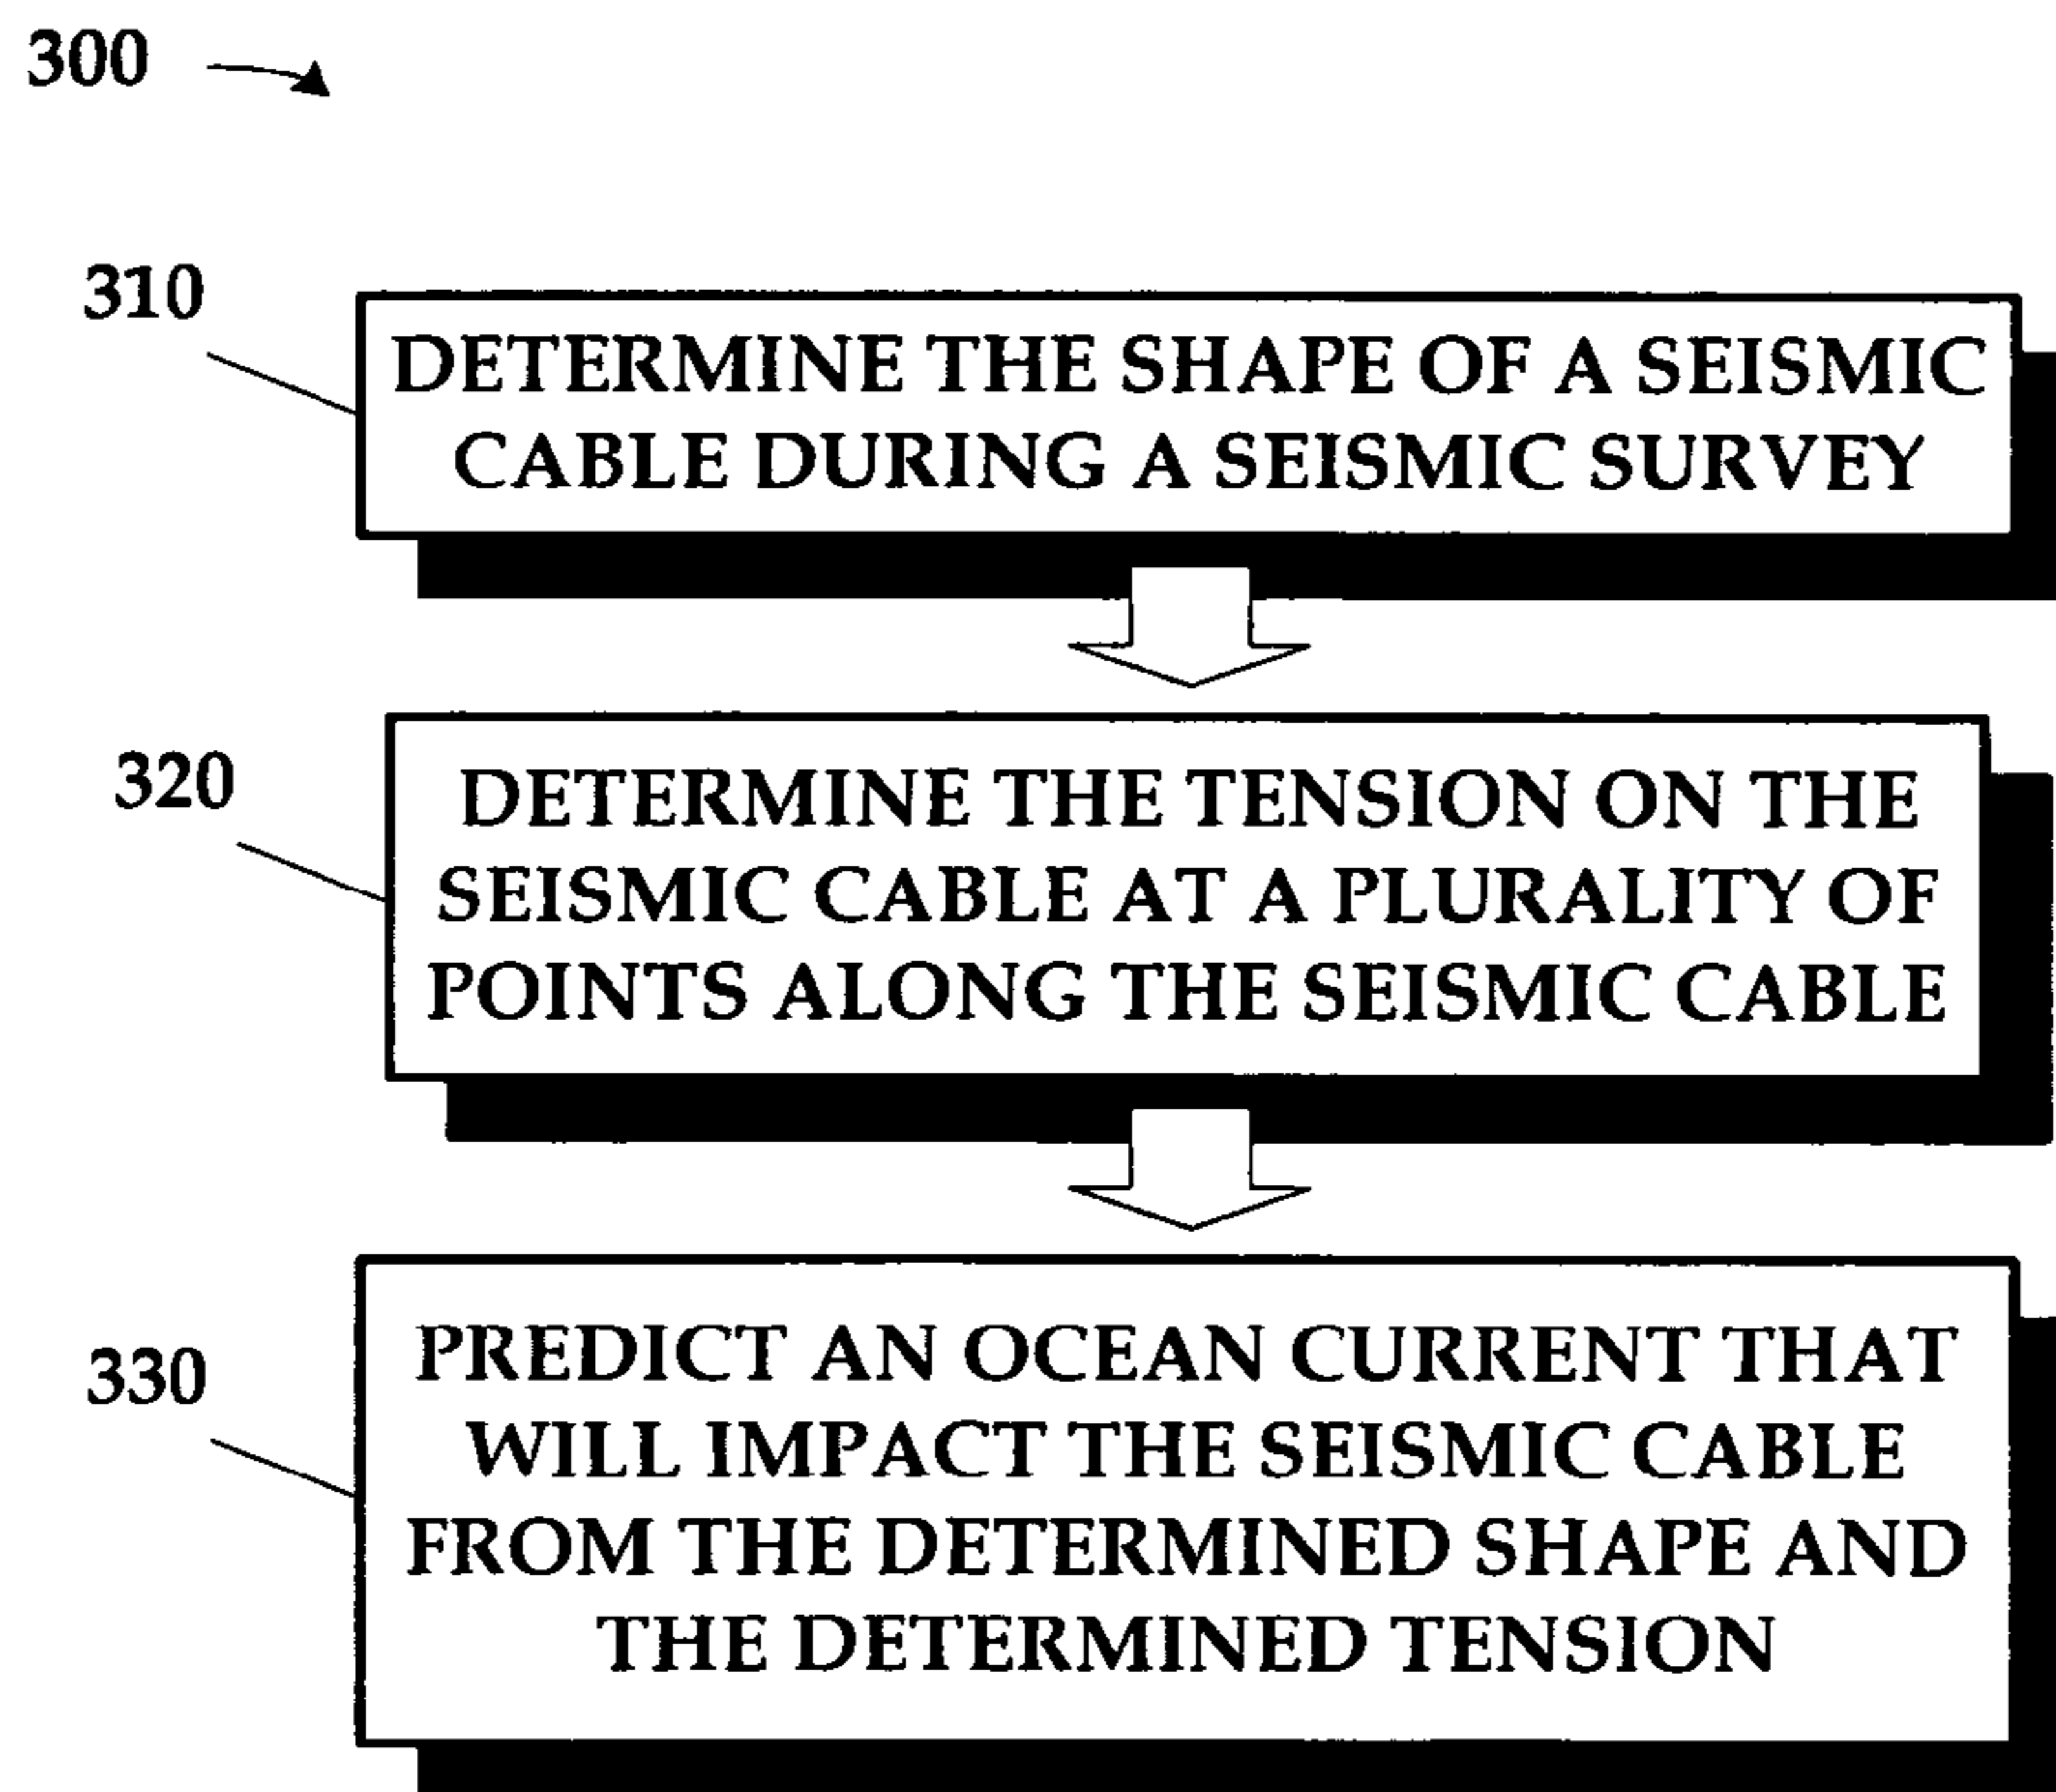 300
310
DETERMINE THE SHAPE OF A SEISMIC
CABLE DURING A SEISMIC SURVEY
320
DETERMINE THE TENSION ON THE
SEISMIC CABLE AT A PLURALITY OF
POINTS ALONG THE SEISMIC CABLE
330
PREDICT AN OCEAN CURRENT THAT
WILL IMPACT THE SEISMIC CABLE
FROM THE DETERMINED SHAPE AND
THE DETERMINED TENSION